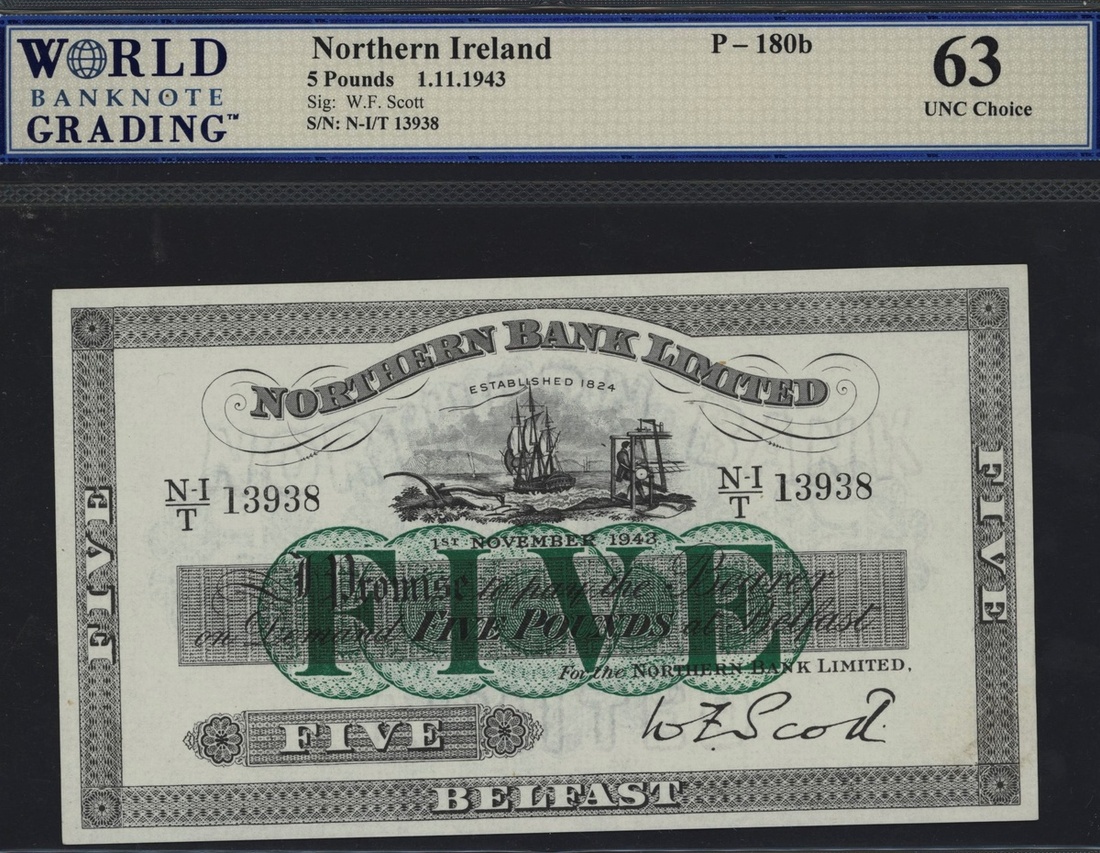 WORLD
BANKNOTE
GRADING™
Northern Ireland
5 Pounds 1.11.1943
Sig: W.F. Scott
S/N: N-I/T 13938
P – 180b
63
UNC Choice
NORTHERN BANK LIMITED
ESTABLISHED 1824
N-I/T 13938
N-I/T 13938
1ST NOVEMBER 1943
FIVE
I Promise to pay the Bearer
on Demand FIVE POUNDS at Belfast
For the NORTHERN BANK LIMITED.
W F Scott
FIVE
BELFAST
FIVE
FIVE